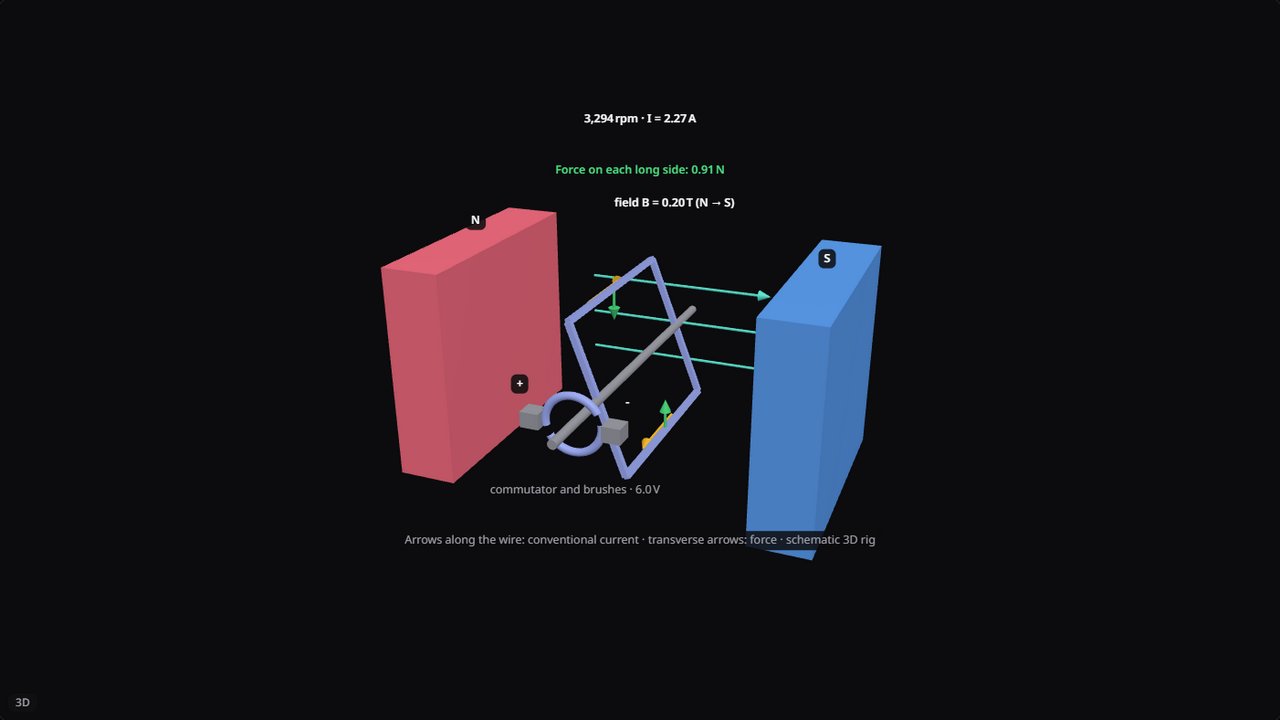 3,294 rpm · I = 2.27 A
Force on each long side: 0.91 N
field B = 0.20 T (N → S)
N
S
+
-
commutator and brushes · 6.0 V
Arrows along the wire: conventional current · transverse arrows: force · schematic 3D rig
3D